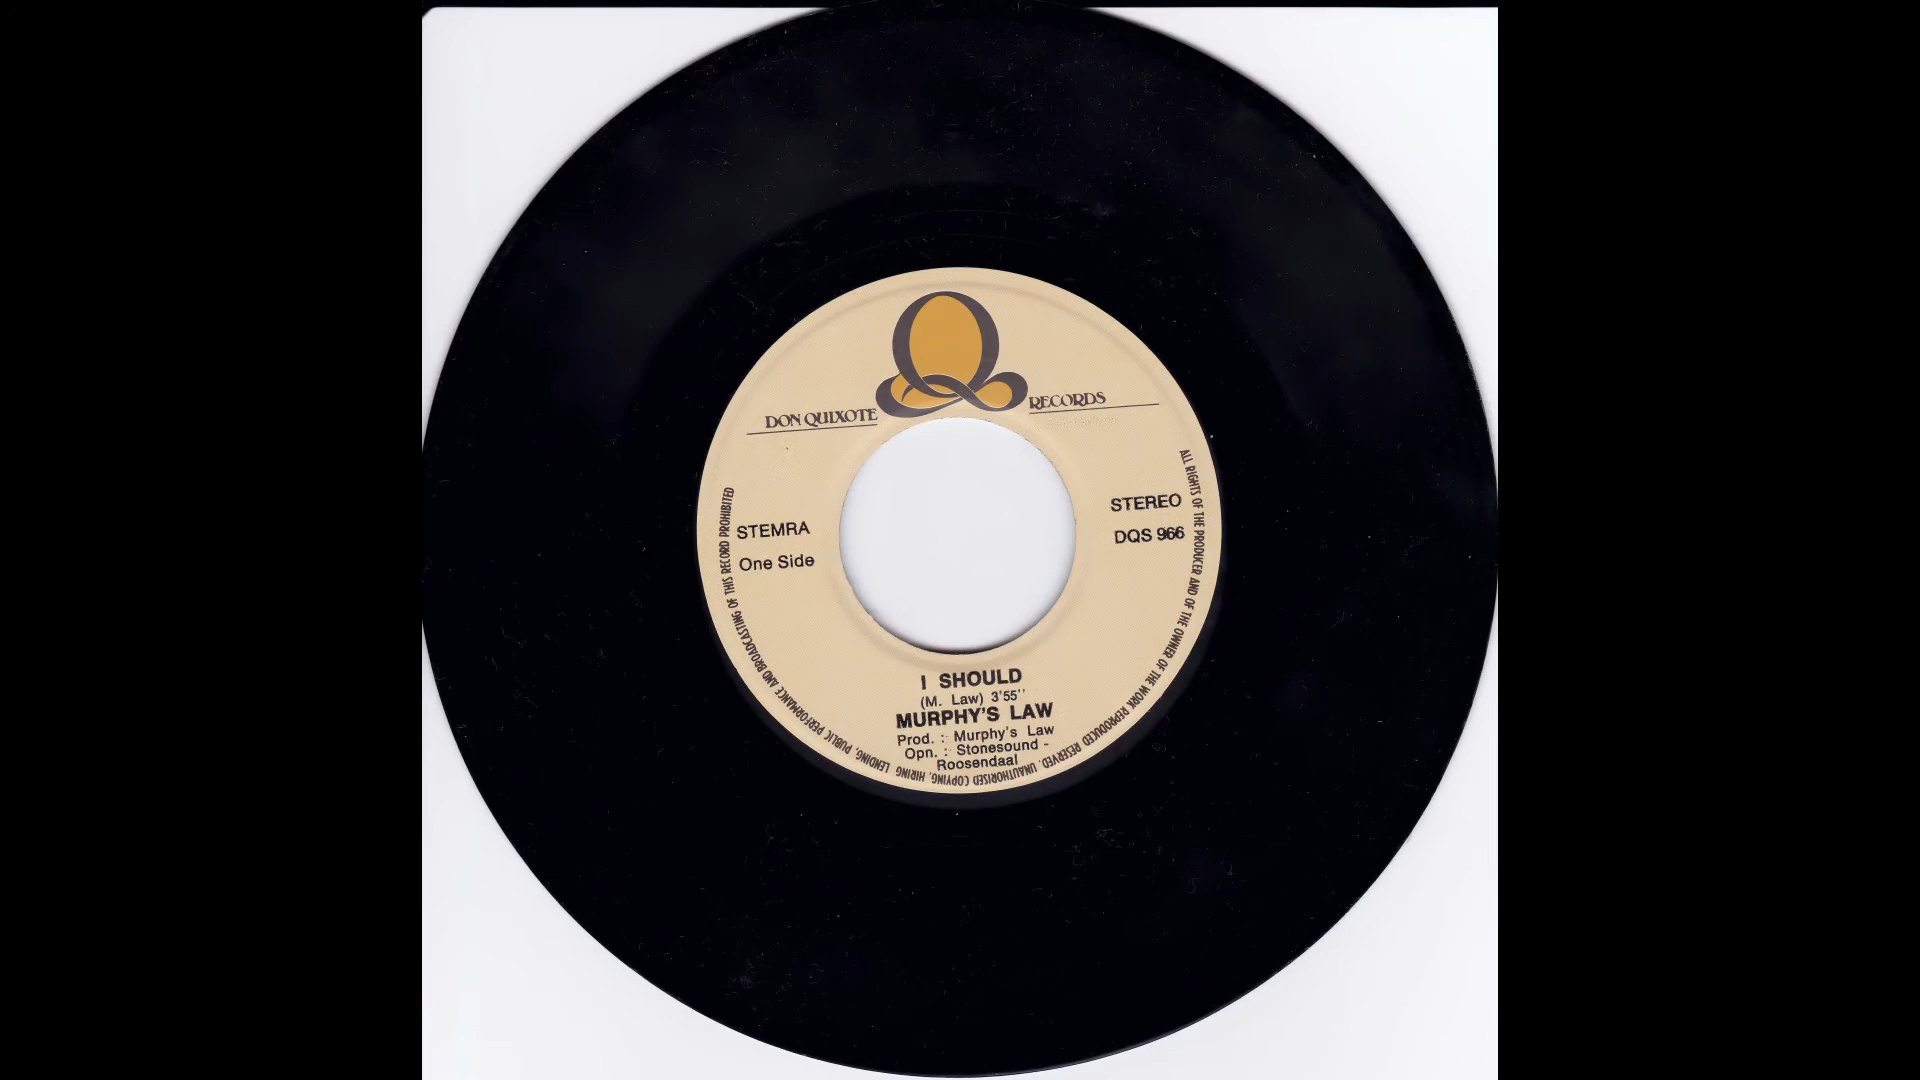 Q
DON QUIXOTE RECORDS
STEMRA
One Side
STEREO
DQS 966
I SHOULD
(M. Law) 3'55''
MURPHY'S LAW
Prod. : Murphy's Law
Opn. : Stonesound -
Roosendaal
ALL RIGHTS OF THE PRODUCER AND OF THE OWNER OF THE WORK REPRODUCED RESERVED. UNAUTHORISED COPYING, HIRING, LENDING, PUBLIC PERFORMANCE AND BROADCASTING OF THIS RECORD PROHIBITED